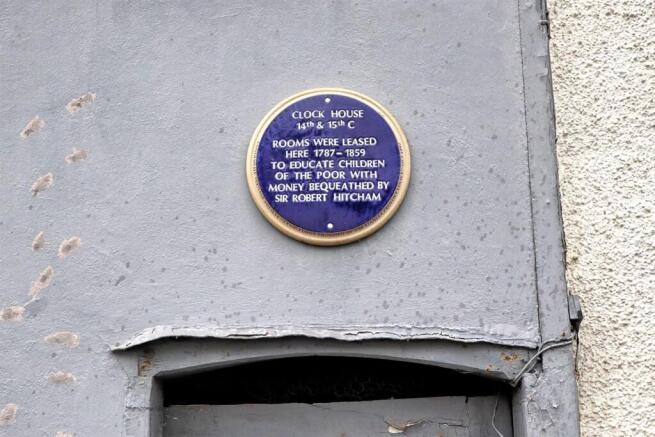 CLOCK HOUSE
14th & 15th C
ROOMS WERE LEASED
HERE 1787-1859
TO EDUCATE CHILDREN
OF THE POOR WITH
MONEY BEQUEATHED BY
SIR ROBERT HITCHAM